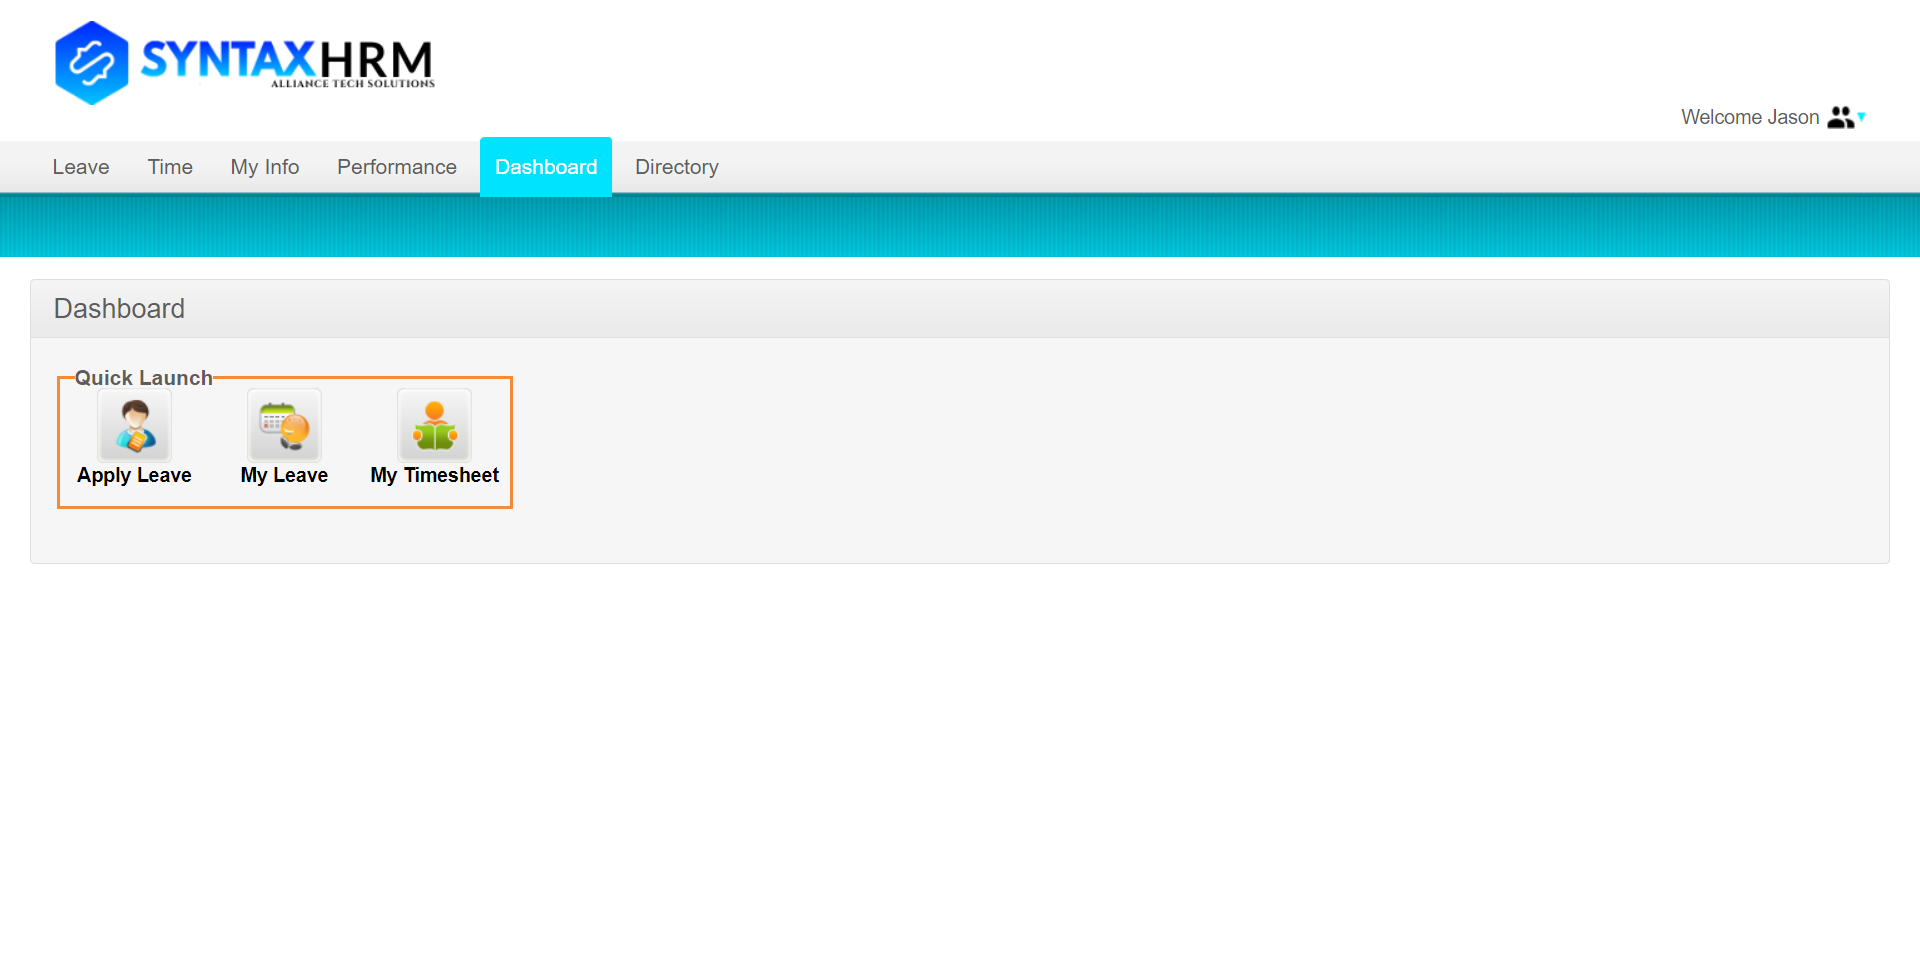 SYNTAXHRM
ALLIANCE TECH SOLUTIONS
Welcome Jason
Leave Time My Info Performance Dashboard Directory
Dashboard
Quick Launch
Apply Leave My Leave My Timesheet